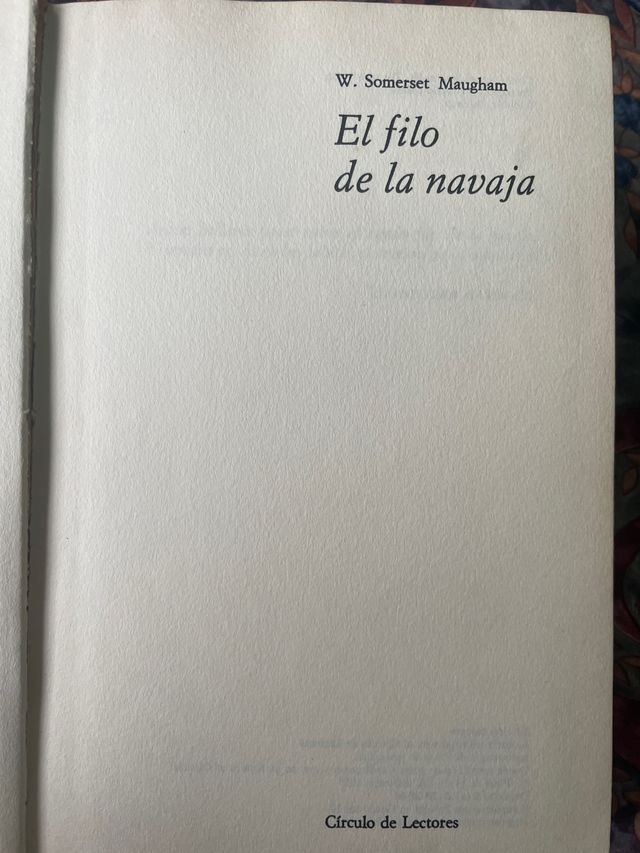 W. Somerset Maugham
El filo
de la navaja
Círculo de Lectores